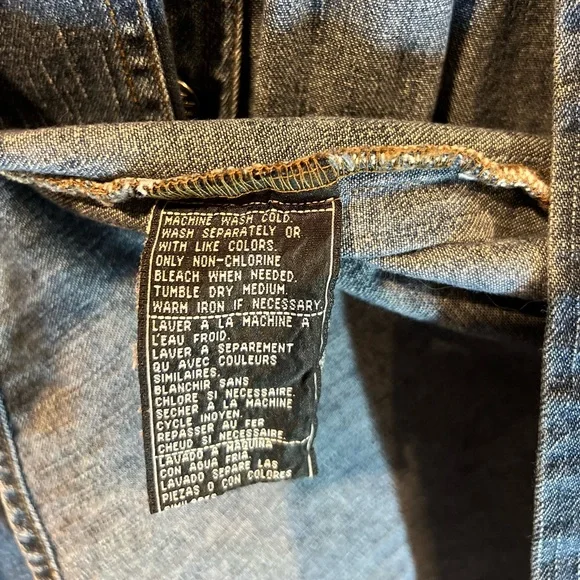 MACHINE WASH COLD.
WASH SEPARATELY OR
WITH LIKE COLORS.
ONLY NON-CHLORINE
BLEACH WHEN NEEDED.
TUMBLE DRY MEDIUM.
WARM IRON IF NECESSARY.
LAVER A LA MACHINE A
L'EAU FROID.
LAVER A SEPAREMENT
QU AVEC COULEURS
SIMILAIRES.
BLANCHIR SANS
CHLORE SI NECESSAIRE.
SECHER A LA MACHINE
CYCLE INOYEN.
REPASSER AU FER
CHEUD SI NECESSAIRE
LAVADO A MAQUINA
CON AGUA FRIA.
LAVADO SEPARE LAS
PIEZAS O CON COLORES